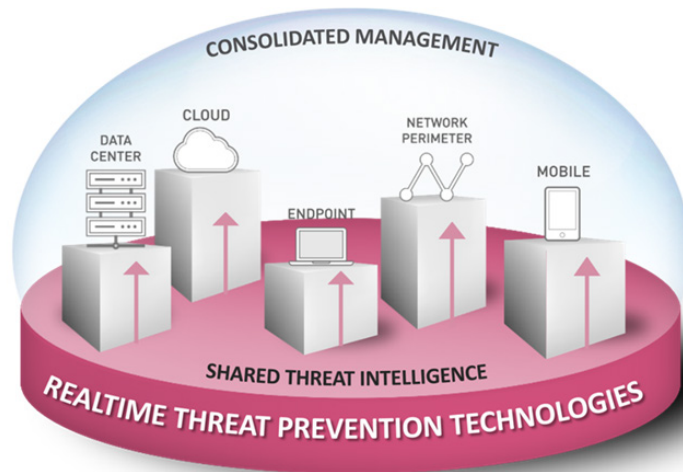 CONSOLIDATED MANAGEMENT
CLOUD
DATA
CENTER
NETWORK
PERIMETER
MOBILE
ENDPOINT
SHARED THREAT INTELLIGENCE
REALTIME THREAT PREVENTION TECHNOLOGIES